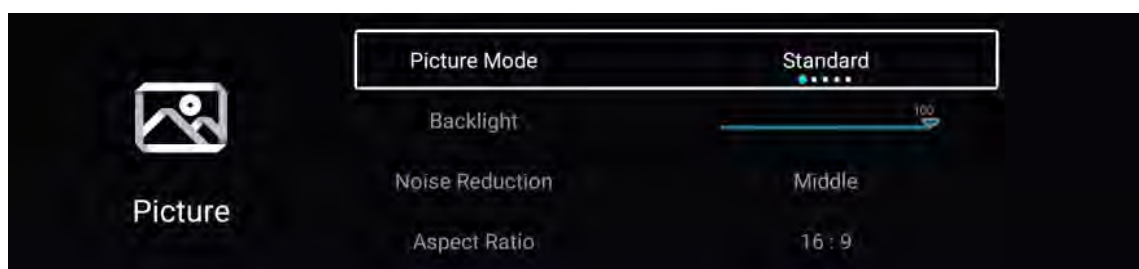 Picture
Picture Mode Standard
Backlight 100
Noise Reduction Middle
Aspect Ratio 16 : 9